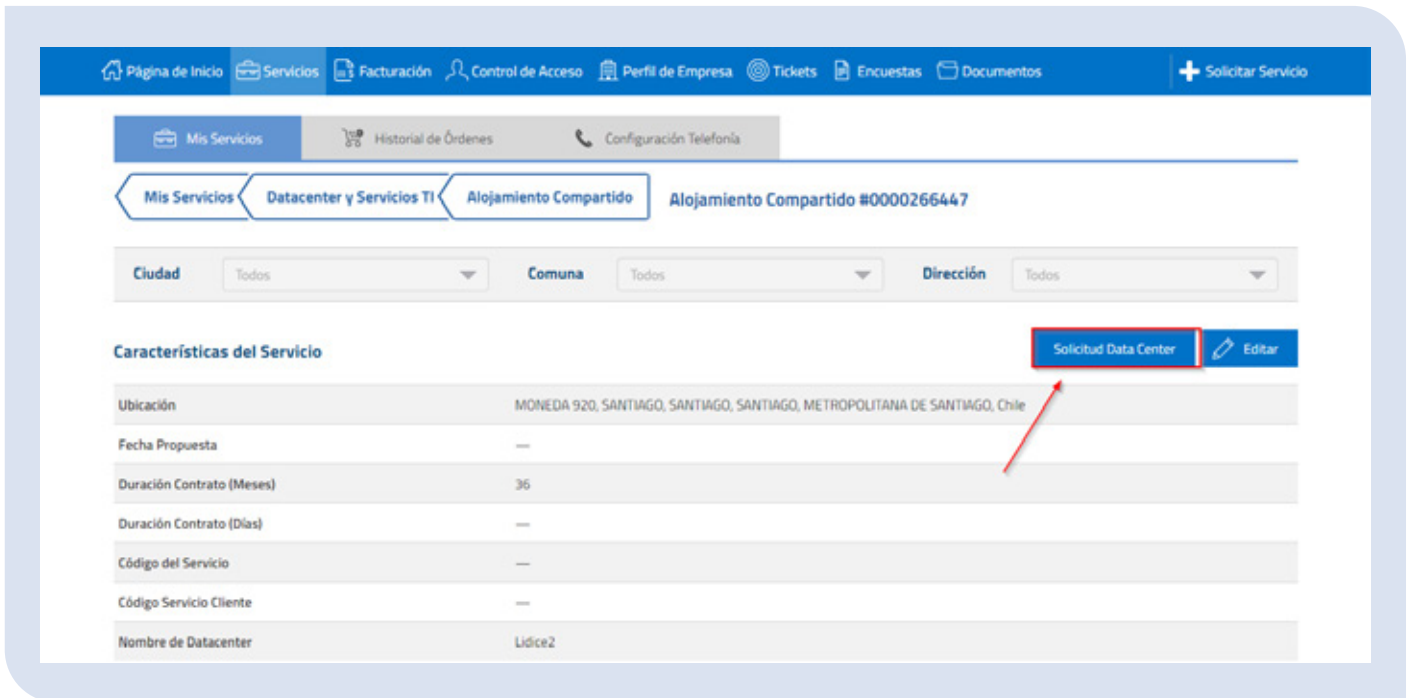 Página de Inicio Servicios Facturación Control de Acceso Perfil de Empresa Tickets Encuestas Documentos Solicitar Servicio
Mis Servicios Historial de Órdenes Configuración Telefonía
Mis Servicios Datacenter y Servicios TI Alojamiento Compartido Alojamiento Compartido #0000266447
Ciudad Todos Comuna Todos Dirección Todos
Características del Servicio Solicitud Data Center Editar
Ubicación MONEDA 920, SANTIAGO, SANTIAGO, SANTIAGO, METROPOLITANA DE SANTIAGO, Chile
Fecha Propuesta —
Duración Contrato (Meses) 36
Duración Contrato (Días) —
Código del Servicio —
Código Servicio Cliente —
Nombre de Datacenter Lidice2